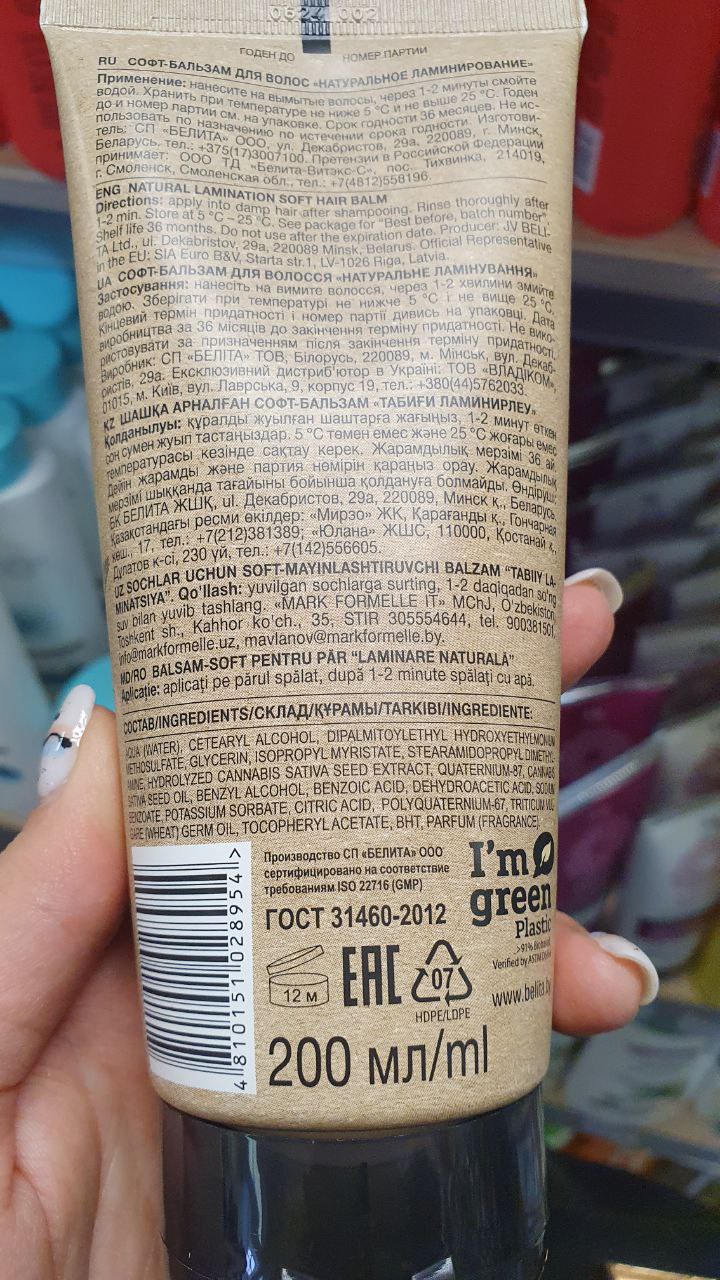 0624 002
ГОДЕН ДО НОМЕР ПАРТИИ
RU СОФТ-БАЛЬЗАМ ДЛЯ ВОЛОС «НАТУРАЛЬНОЕ ЛАМИНИРОВАНИЕ»
Применение: нанесите на вымытые волосы, через 1-2 минуты смойте
водой. Хранить при температуре не ниже 5 °С и не выше 25 °С. Годен
до и номер партии см. на упаковке. Срок годности 36 месяцев. Не ис-
пользовать по назначению по истечении срока годности. Изготови-
тель: СП «БЕЛИТА» ООО, ул. Декабристов, 29а, 220089, г. Минск,
Беларусь. тел.: +375(17)3007100. Претензии в Российской Федерации
принимает: ООО ТД «Белита-Витэкс-С», пос. Тихвинка, 214019,
г. Смоленск, Смоленская обл., тел.: +7(4812)558196.
ENG NATURAL LAMINATION SOFT HAIR BALM
Directions: apply into damp hair after shampooing. Rinse thoroughly after
1-2 min. Store at 5 °C – 25 °C. See package for "Best before, batch number"
Shelf life 36 months. Do not use after the expiration date. Producer: JV BELI-
TA Ltd., ul. Dekabristov, 29a, 220089 Minsk, Belarus. Official Representative
in the EU: SIA Euro B&V, Starta str.1, LV-1026 Riga, Latvia.
UA СОФТ-БАЛЬЗАМ ДЛЯ ВОЛОССЯ «НАТУРАЛЬНЕ ЛАМІНУВАННЯ»
Застосування: нанесіть на вимите волосся, через 1-2 хвилини змийте
водою. Зберігати при температурі не нижче 5 °С і не вище 25 °С.
Кінцевий термін придатності і номер партії дивись на упаковці. Дата
виробництва за 36 місяців до закінчення терміну придатності. Не вико-
ристовувати за призначенням після закінчення терміну придатності.
Виробник: СП «БЕЛІТА» ТОВ, Білорусь, 220089, м. Мінськ, вул. Декаб-
ристів, 29а. Ексклюзивний дистриб'ютор в Україні: ТОВ «ВЛАДІКОМ»,
01015, м. Київ, вул. Лаврська, 9, корпус 19, тел.: +380(44)5762033.
KZ ШАШҚА АРНАЛҒАН СОФТ-БАЛЬЗАМ «ТАБИҒИ ЛАМИНИРЛЕУ»
Қолданылуы: құралды жуылған шаштарға жағыңыз, 1-2 минут өткен
соң сумен жуып тастаңыздар. 5 °С төмен емес және 25 °С жоғары емес
температурасы кезінде сақтау керек. Жарамдылық мерзімі 36 ай.
Дейін жарамды және партия нөмірін қараңыз орау. Жарамдылық
мерзімі шыққанда тағайыны бойынша қолдануға болмайды. Өндіруші:
БК БЕЛИТА ЖШҚ, ul. Декабристов, 29а, 220089, Минск қ., Беларусь.
Қазақстандағы ресми өкілдер: «Мирзо» ЖК, Қарағанды қ., Гончарная
көш., 17, тел.: +7(212)381389; «Юлана» ЖШС, 110000, Қостанай қ.,
Дулатов к-сі, 230 үй, тел.: +7(142)556605.
UZ SOCHLAR UCHUN SOFT-MAYINLASHTIRUVCHI BALZAM "TABIIY LA-
MINATSIYA". Qo'llash: yuvilgan sochlarga surting, 1-2 daqiqadan so'ng
suv bilan yuvib tashlang. «MARK FORMELLE IT» MChJ, O'zbekiston,
Toshkent sh., Kahhor ko'ch., 35, STIR 305554644, tel. 900381501,
info@markformelle.uz, mavlanov@markformelle.by.
MD/RO BALSAM-SOFT PENTRU PĂR "LAMINARE NATURALĂ"
Aplicație: aplicați pe părul spălat, după 1-2 minute spălați cu apă.
СОСТАВ/INGREDIENTS/СКЛАД/ҚҰРАМЫ/TARKIBI/INGREDIENTE:
AQUA (WATER), CETEARYL ALCOHOL, DIPALMITOYLETHYL HYDROXYETHYLMONIUM
METHOSULFATE, GLYCERIN, ISOPROPYL MYRISTATE, STEARAMIDOPROPYL DIMETHYL-
AMINE, HYDROLYZED CANNABIS SATIVA SEED EXTRACT, QUATERNIUM-87, CANNABIS
SATIVA SEED OIL, BENZYL ALCOHOL, BENZOIC ACID, DEHYDROACETIC ACID, SODIUM
BENZOATE, POTASSIUM SORBATE, CITRIC ACID, POLYQUATERNIUM-67, TRITICUM VUL-
GARE (WHEAT) GERM OIL, TOCOPHERYL ACETATE, BHT, PARFUM (FRAGRANCE).
Производство СП «БЕЛИТА» ООО
сертифицировано на соответствие
требованиям ISO 22716 (GMP)
ГОСТ 31460-2012
I'm
green
Plastic
>91% Biobased
Verified by ASTM
www.belita.by
12 М
EAC
07
HDPE/LDPE
200 МЛ/ml
4 810151 028954 >